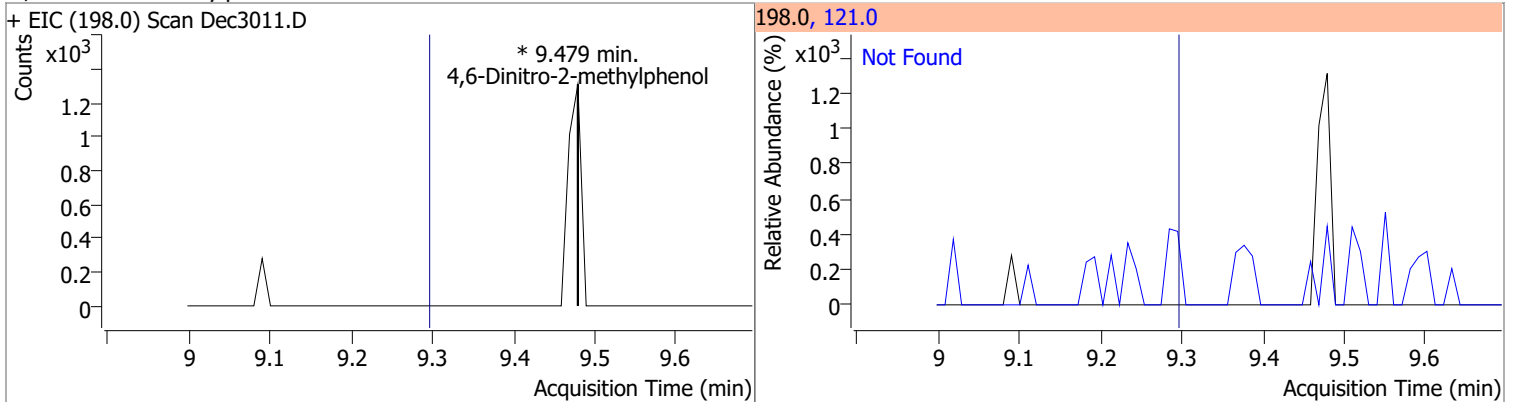 + EIC (198.0) Scan Dec3011.D
Counts
x10³
* 9.479 min.
4,6-Dinitro-2-methylphenol
1.2
1
0.8
0.6
0.4
0.2
0
9 9.1 9.2 9.3 9.4 9.5 9.6
Acquisition Time (min)
198.0, 121.0
Relative Abundance (%)
x10³
Not Found
1.2
1
0.8
0.6
0.4
0.2
0
9 9.1 9.2 9.3 9.4 9.5 9.6
Acquisition Time (min)